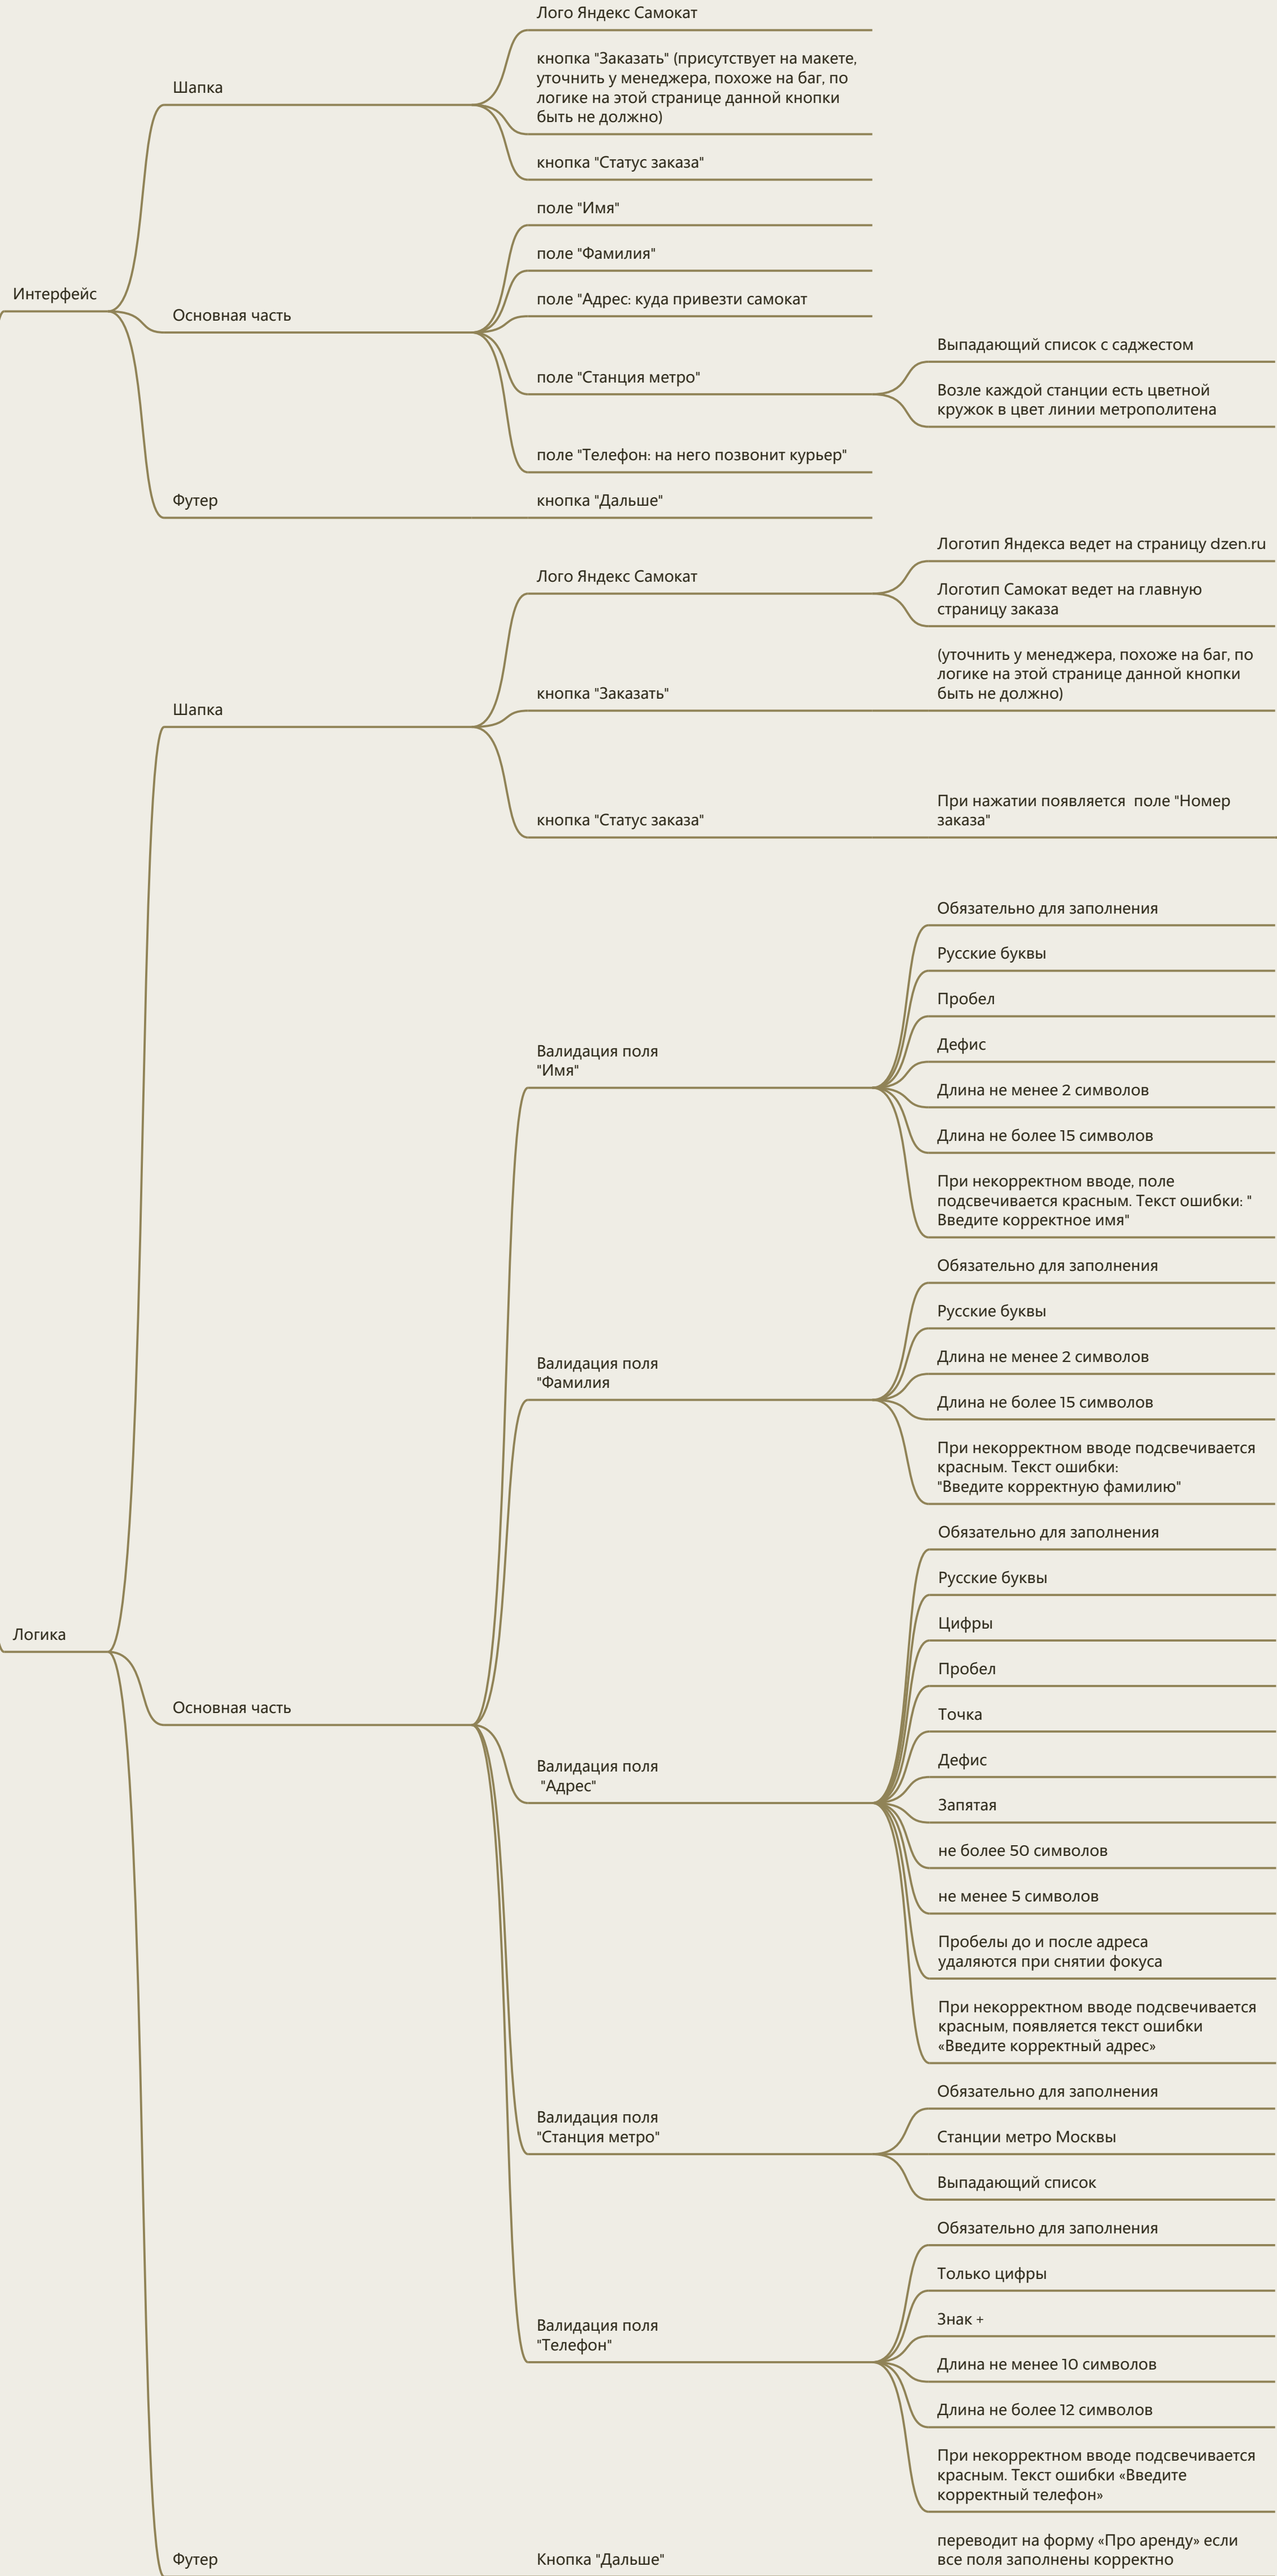 Лого Яндекс Самокат
кнопка "Заказать" (присутствует на макете,
уточнить у менеджера, похоже на баг, по
логике на этой странице данной кнопки
быть не должно)
Шапка
кнопка "Статус заказа"
поле "Имя"
поле "Фамилия"
Интерфейс
поле "Адрес: куда привезти самокат
Основная часть
Выпадающий список с саджестом
поле "Станция метро"
Возле каждой станции есть цветной
кружок в цвет линии метрополитена
поле "Телефон: на него позвонит курьер"
Футер
кнопка "Дальше"
Логотип Яндекса ведет на страницу dzen.ru
Лого Яндекс Самокат
Логотип Самокат ведет на главную
страницу заказа
(уточнить у менеджера, похоже на баг, по
логике на этой странице данной кнопки
быть не должно)
кнопка "Заказать"
Шапка
При нажатии появляется  поле "Номер
заказа"
кнопка "Статус заказа"
Обязательно для заполнения
Русские буквы
Пробел
Дефис
Валидация поля
"Имя"
Длина не менее 2 символов
Длина не более 15 символов
При некорректном вводе, поле
подсвечивается красным. Текст ошибки: "
Введите корректное имя"
Обязательно для заполнения
Русские буквы
Длина не менее 2 символов
Валидация поля
"Фамилия
Длина не более 15 символов
При некорректном вводе подсвечивается
красным. Текст ошибки:
"Введите корректную фамилию"
Обязательно для заполнения
Русские буквы
Цифры
Логика
Пробел
Основная часть
Точка
Дефис
Валидация поля
"Адрес"
Запятая
не более 50 символов
не менее 5 символов
Пробелы до и после адреса
удаляются при снятии фокуса
При некорректном вводе подсвечивается
красным, появляется текст ошибки
«Введите корректный адрес»
Обязательно для заполнения
Валидация поля
"Станция метро"
Станции метро Москвы
Выпадающий список
Обязательно для заполнения
Только цифры
Знак +
Валидация поля
"Телефон"
Длина не менее 10 символов
Длина не более 12 символов
При некорректном вводе подсвечивается
красным. Текст ошибки «Введите
корректный телефон»
Футер
Кнопка "Дальше"
переводит на форму «Про аренду» если
все поля заполнены корректно